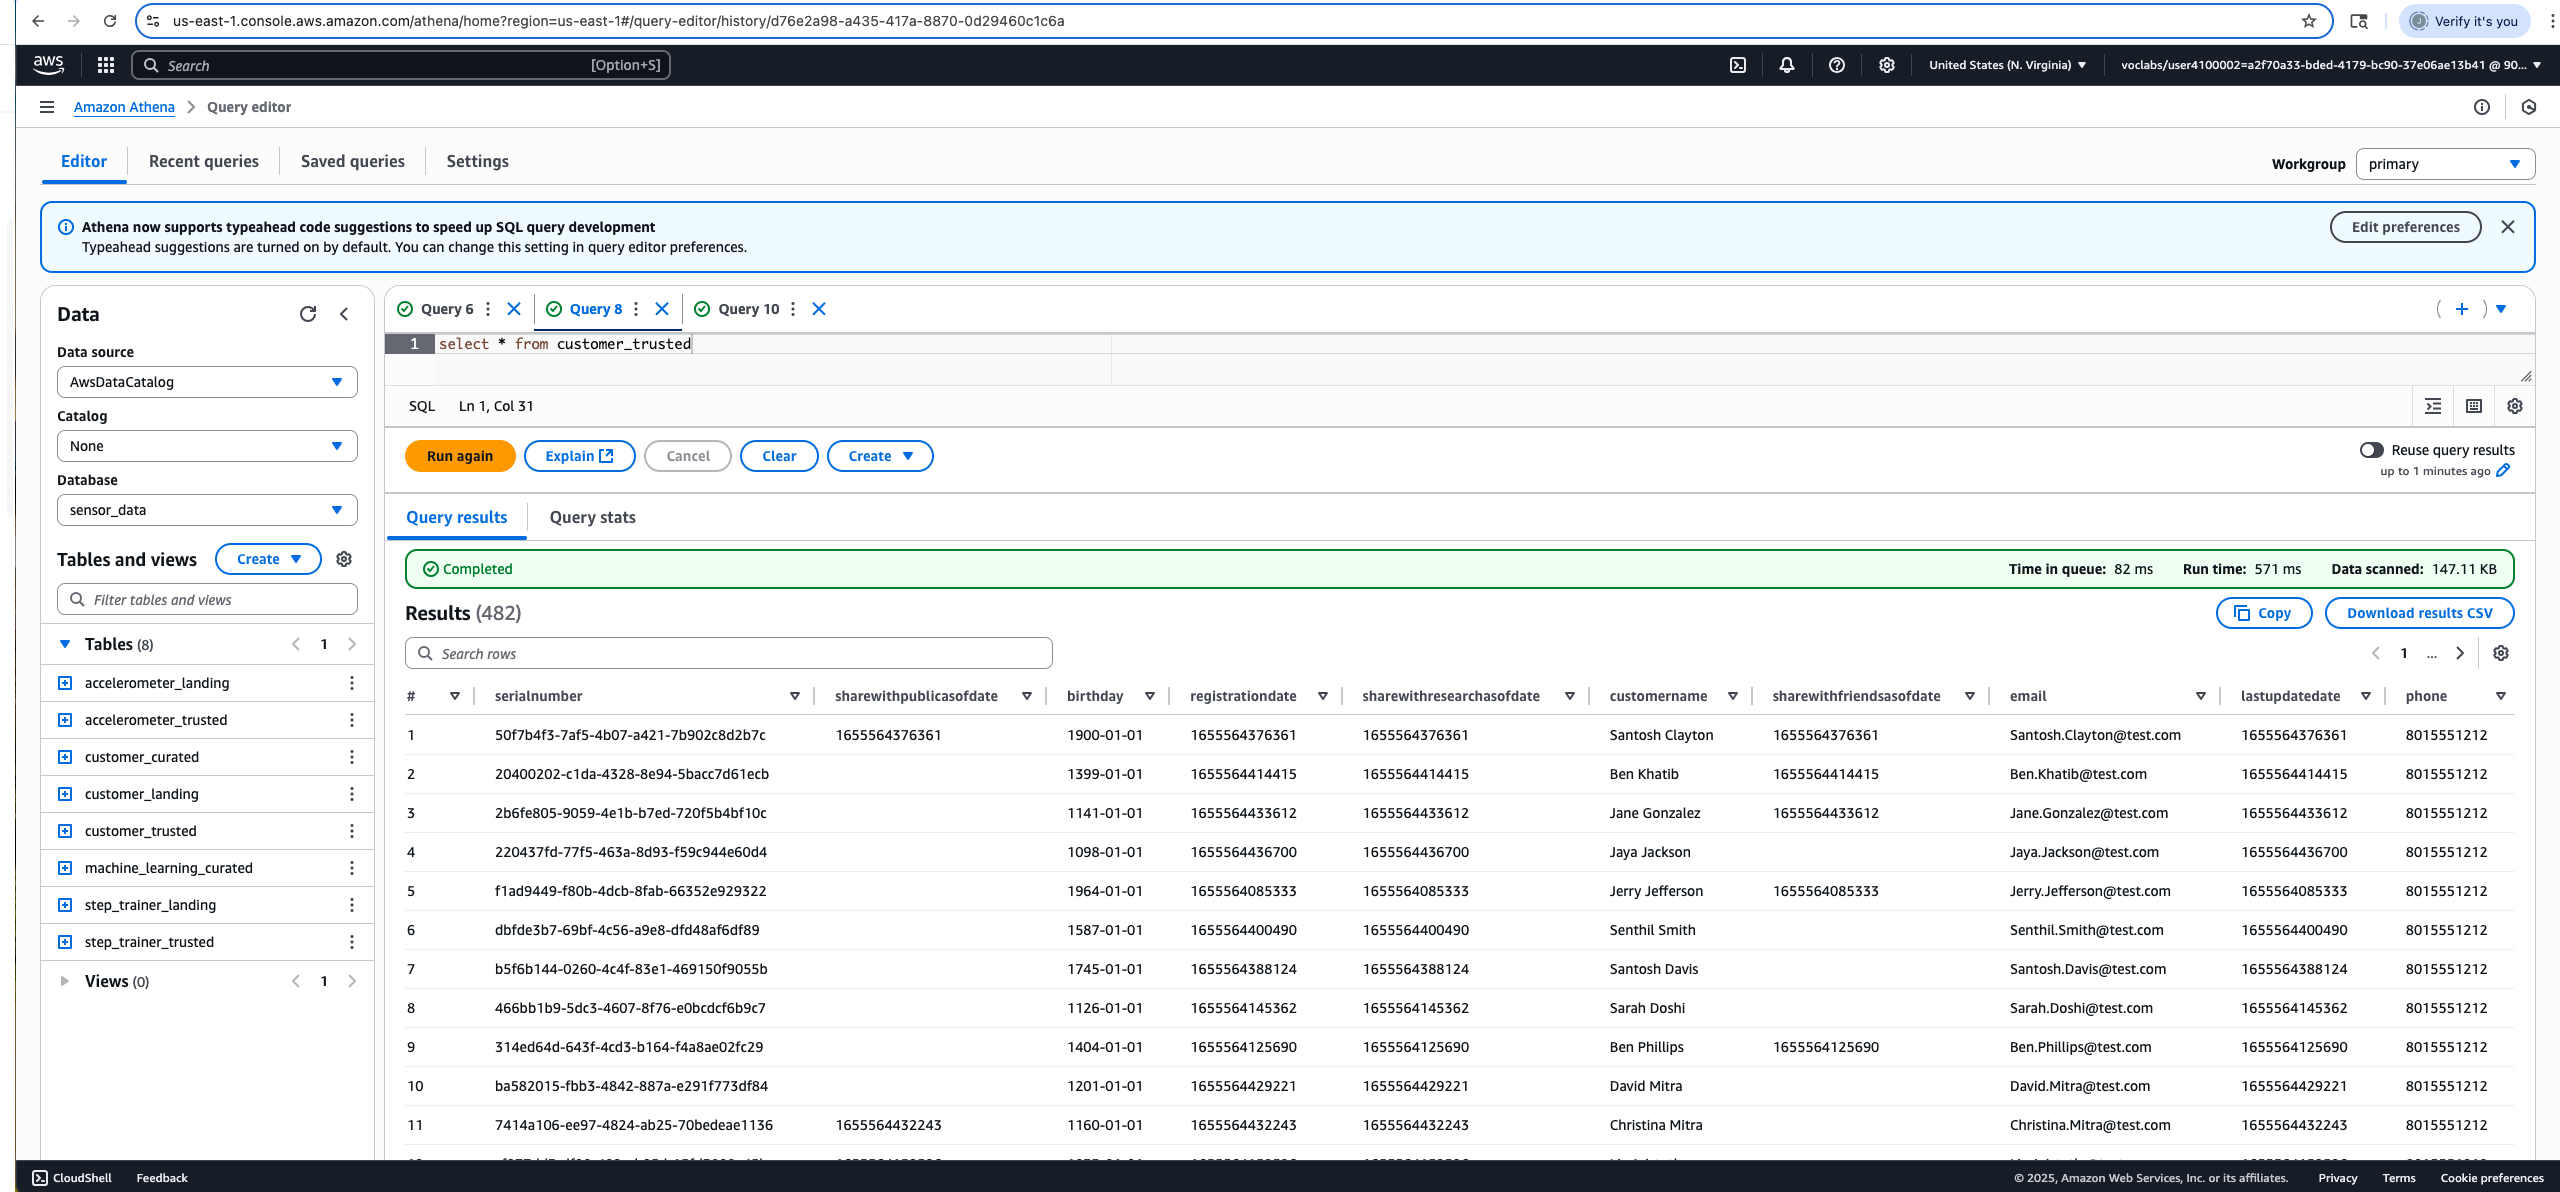 us-east-1.console.aws.amazon.com/athena/home?region=us-east-1#/query-editor/history/d76e2a98-a435-417a-8870-0d29460c1c6a
Verify it's you
aws
Search
[Option+S]
United States (N. Virginia)
voclabs/user4100002=a2f70a33-bded-4179-bc90-37e06ae13b41 @ 90...
Amazon Athena
Query editor
Editor
Recent queries
Saved queries
Settings
Workgroup
primary
Athena now supports typeahead code suggestions to speed up SQL query development
Typeahead suggestions are turned on by default. You can change this setting in query editor preferences.
Edit preferences
Data
Data source
AwsDataCatalog
Catalog
None
Database
sensor_data
Tables and views
Create
Filter tables and views
Tables (8)
1
accelerometer_landing
accelerometer_trusted
customer_curated
customer_landing
customer_trusted
machine_learning_curated
step_trainer_landing
step_trainer_trusted
Views (0)
1
Query 6
Query 8
Query 10
1 select * from customer_trusted
SQL Ln 1, Col 31
Run again
Explain
Cancel
Clear
Create
Reuse query results
up to 1 minutes ago
Query results
Query stats
Completed
Time in queue: 82 ms Run time: 571 ms Data scanned: 147.11 KB
Results (482)
Copy
Download results CSV
Search rows
1 ...
# serialnumber sharewithpublicasofdate birthday registrationdate sharewithresearchasofdate customername sharewithfriendsasofdate email lastupdatedate phone
1 50f7b4f3-7af5-4b07-a421-7b902c8d2b7c 1655564376361 1900-01-01 1655564376361 1655564376361 Santosh Clayton 1655564376361 Santosh.Clayton@test.com 1655564376361 8015551212
2 20400202-c1da-4328-8e94-5bacc7d61ecb 1399-01-01 1655564414415 1655564414415 Ben Khatib 1655564414415 Ben.Khatib@test.com 1655564414415 8015551212
3 2b6fe805-9059-4e1b-b7ed-720f5b4bf10c 1141-01-01 1655564433612 1655564433612 Jane Gonzalez 1655564433612 Jane.Gonzalez@test.com 1655564433612 8015551212
4 220437fd-77f5-463a-8d93-f59c944e60d4 1098-01-01 1655564436700 1655564436700 Jaya Jackson Jaya.Jackson@test.com 1655564436700 8015551212
5 f1ad9449-f80b-4dcb-8fab-66352e929322 1964-01-01 1655564085333 1655564085333 Jerry Jefferson 1655564085333 Jerry.Jefferson@test.com 1655564085333 8015551212
6 dbfde3b7-69bf-4c56-a9e8-dfd48af6df89 1587-01-01 1655564400490 1655564400490 Senthil Smith Senthil.Smith@test.com 1655564400490 8015551212
7 b5f6b144-0260-4c4f-83e1-469150f9055b 1745-01-01 1655564388124 1655564388124 Santosh Davis Santosh.Davis@test.com 1655564388124 8015551212
8 466bb1b9-5dc3-4607-8f76-e0bcdcf6b9c7 1126-01-01 1655564145362 1655564145362 Sarah Doshi Sarah.Doshi@test.com 1655564145362 8015551212
9 314ed64d-643f-4cd3-b164-f4a8ae02fc29 1404-01-01 1655564125690 1655564125690 Ben Phillips 1655564125690 Ben.Phillips@test.com 1655564125690 8015551212
10 ba582015-fbb3-4842-887a-e291f773df84 1201-01-01 1655564429221 1655564429221 David Mitra David.Mitra@test.com 1655564429221 8015551212
11 7414a106-ee97-4824-ab25-70bedeae1136 1655564432243 1160-01-01 1655564432243 1655564432243 Christina Mitra Christina.Mitra@test.com 1655564432243 8015551212
CloudShell
Feedback
© 2025, Amazon Web Services, Inc. or its affiliates.
Privacy
Terms
Cookie preferences